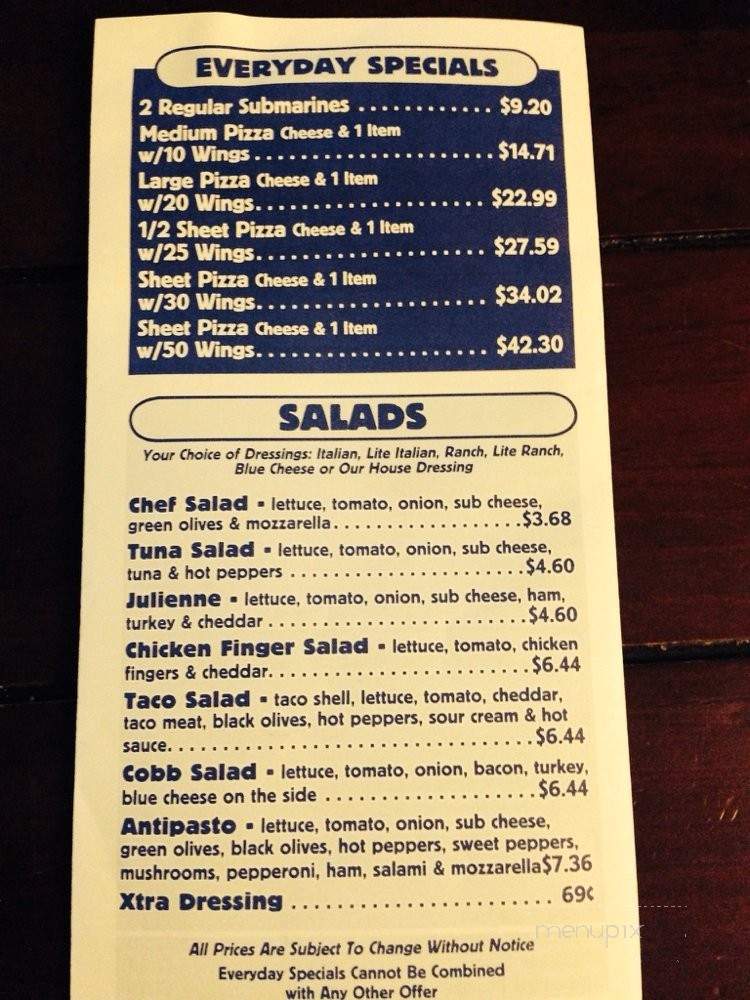 EVERYDAY SPECIALS
2 Regular Submarines ............ $9.20
Medium Pizza Cheese & 1 Item
w/10 Wings....................... $14.71
Large Pizza Cheese & 1 Item
w/20 Wings....................... $22.99
1/2 Sheet Pizza Cheese & 1 Item
w/25 Wings....................... $27.59
Sheet Pizza Cheese & 1 Item
w/30 Wings....................... $34.02
Sheet Pizza Cheese & 1 Item
w/50 Wings....................... $42.30
SALADS
Your Choice of Dressings: Italian, Lite Italian, Ranch, Lite Ranch,
Blue Cheese or Our House Dressing
Chef Salad - lettuce, tomato, onion, sub cheese,
green olives & mozzarella..................$3.68
Tuna Salad - lettuce, tomato, onion, sub cheese,
tuna & hot peppers .......................$4.60
Julienne - lettuce, tomato, onion, sub cheese, ham,
turkey & cheddar .........................$4.60
Chicken Finger Salad - lettuce, tomato, chicken
fingers & cheddar.........................$6.44
Taco Salad - taco shell, lettuce, tomato, cheddar,
taco meat, black olives, hot peppers, sour cream & hot
sauce..................................$6.44
Cobb Salad - lettuce, tomato, onion, bacon, turkey,
blue cheese on the side ...................$6.44
Antipasto - lettuce, tomato, onion, sub cheese,
green olives, black olives, hot peppers, sweet peppers,
mushrooms, pepperoni, ham, salami & mozzarella$7.36
Xtra Dressing ......................... 69¢
menupix
All Prices Are Subject To Change Without Notice
Everyday Specials Cannot Be Combined
with Any Other Offer